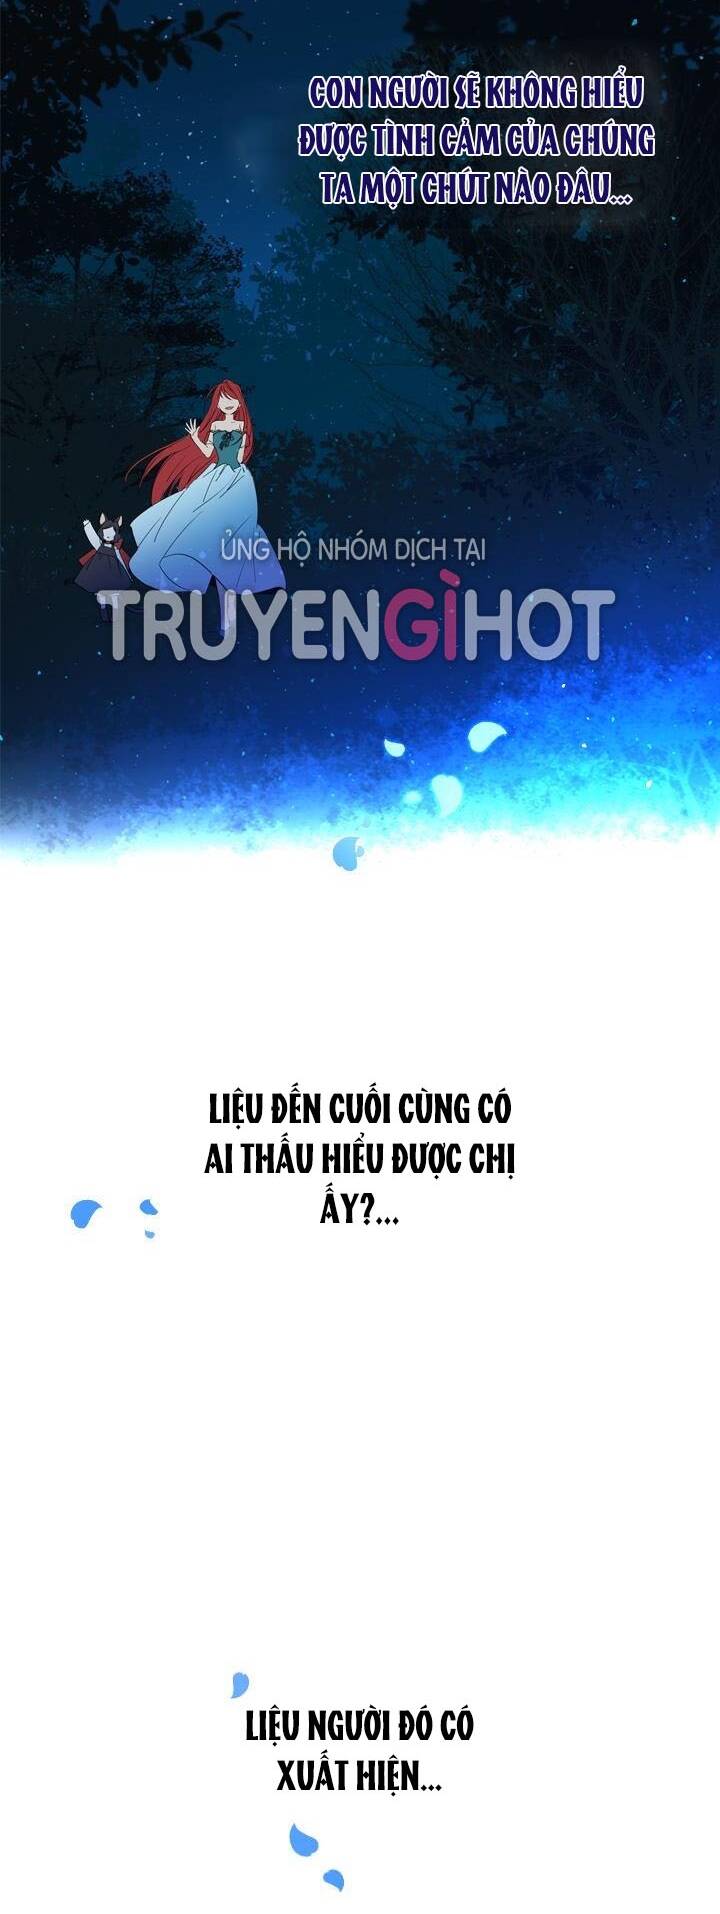 CON NGƯỜI SẼ KHÔNG HIỂU
ĐƯỢC TÌNH CẢM CỦA CHÚNG
TA MỘT CHÚT NÀO ĐÂU...
ỦNG HỘ NHÓM DỊCH TẠI
TRUYENGÌHOT
LIỆU ĐẾN CUỐI CÙNG CÓ
AI THẤU HIỂU ĐƯỢC CHỊ
ẤY?...
LIỆU NGƯỜI ĐÓ CÓ
XUẤT HIỆN...